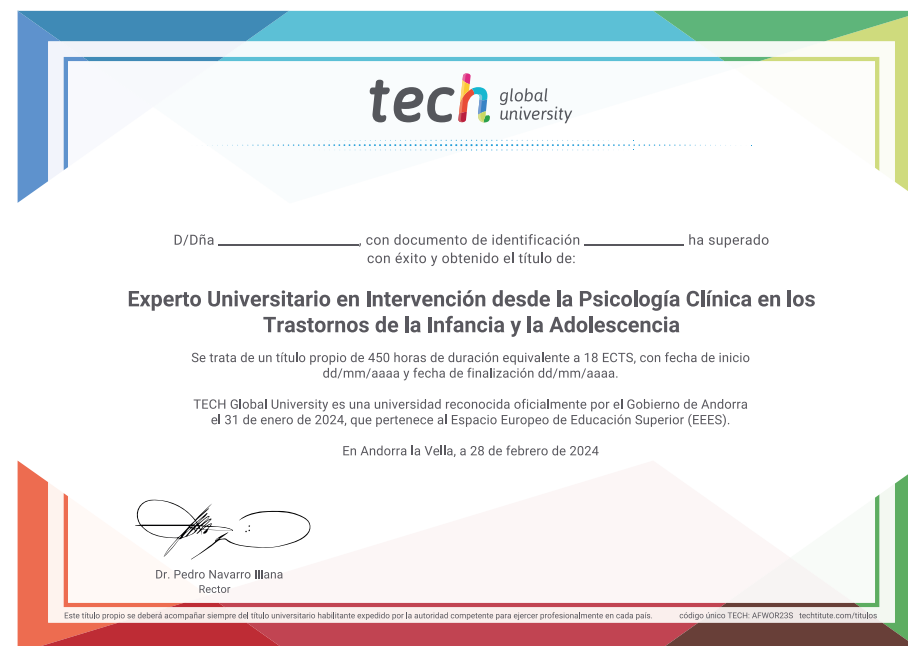 tech global university
D/Dña ____________________, con documento de identificación ______________ ha superado
con éxito y obtenido el título de:
Experto Universitario en Intervención desde la Psicología Clínica en los
Trastornos de la Infancia y la Adolescencia
Se trata de un título propio de 450 horas de duración equivalente a 18 ECTS, con fecha de inicio
dd/mm/aaaa y fecha de finalización dd/mm/aaaa.
TECH Global University es una universidad reconocida oficialmente por el Gobierno de Andorra
el 31 de enero de 2024, que pertenece al Espacio Europeo de Educación Superior (EEES).
En Andorra la Vella, a 28 de febrero de 2024
Dr. Pedro Navarro Illana
Rector
Este título propio se deberá acompañar siempre del título universitario habilitante expedido por la autoridad competente para ejercer profesionalmente en cada país. código único TECH: AFWOR23S techtitute.com/titulos